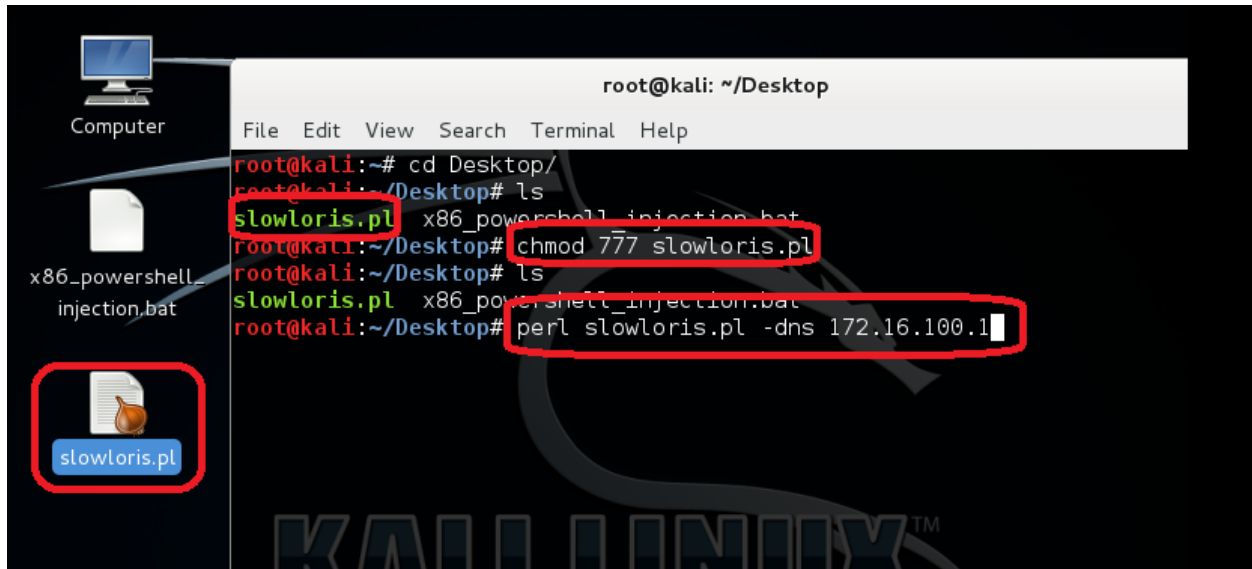 Computer
x86_powershell_
injection.bat
slowloris.pl
root@kali: ~/Desktop
File Edit View Search Terminal Help
root@kali:~# cd Desktop/
root@kali:~/Desktop# ls
slowloris.pl x86_powershell_injection.bat
root@kali:~/Desktop# chmod 777 slowloris.pl
root@kali:~/Desktop# ls
slowloris.pl x86_powershell_injection.bat
root@kali:~/Desktop# perl slowloris.pl -dns 172.16.100.1
KALI LINUX™